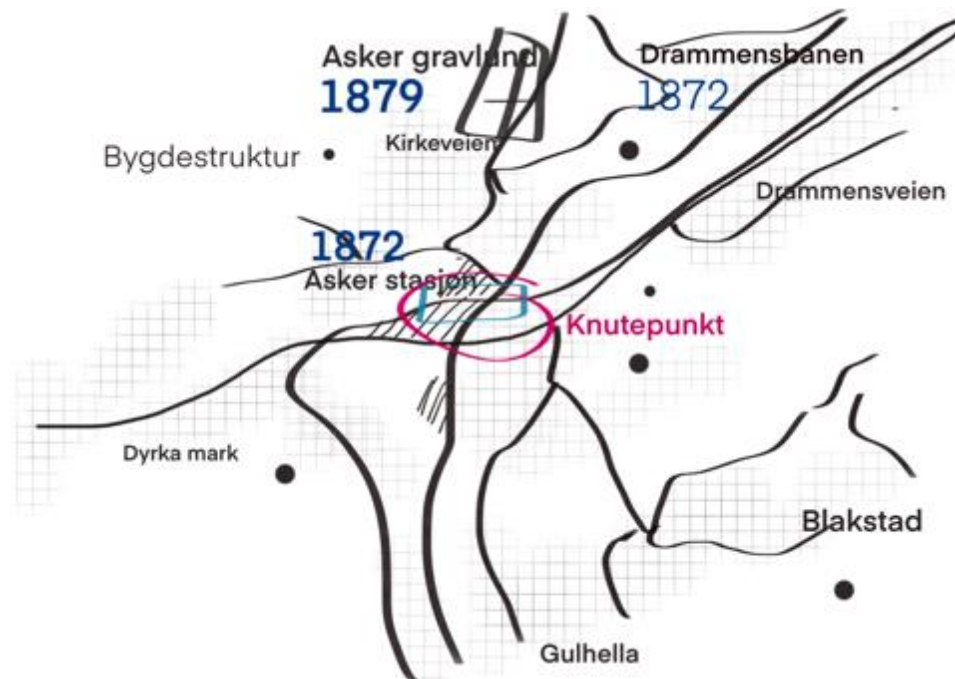 Asker gravlund
1879
Drammensbanen
1872
Kirkeveien
Bygdestruktur
Drammensveien
1872
Asker stasjon
Knutepunkt
Dyrka mark
Blakstad
Gulhella